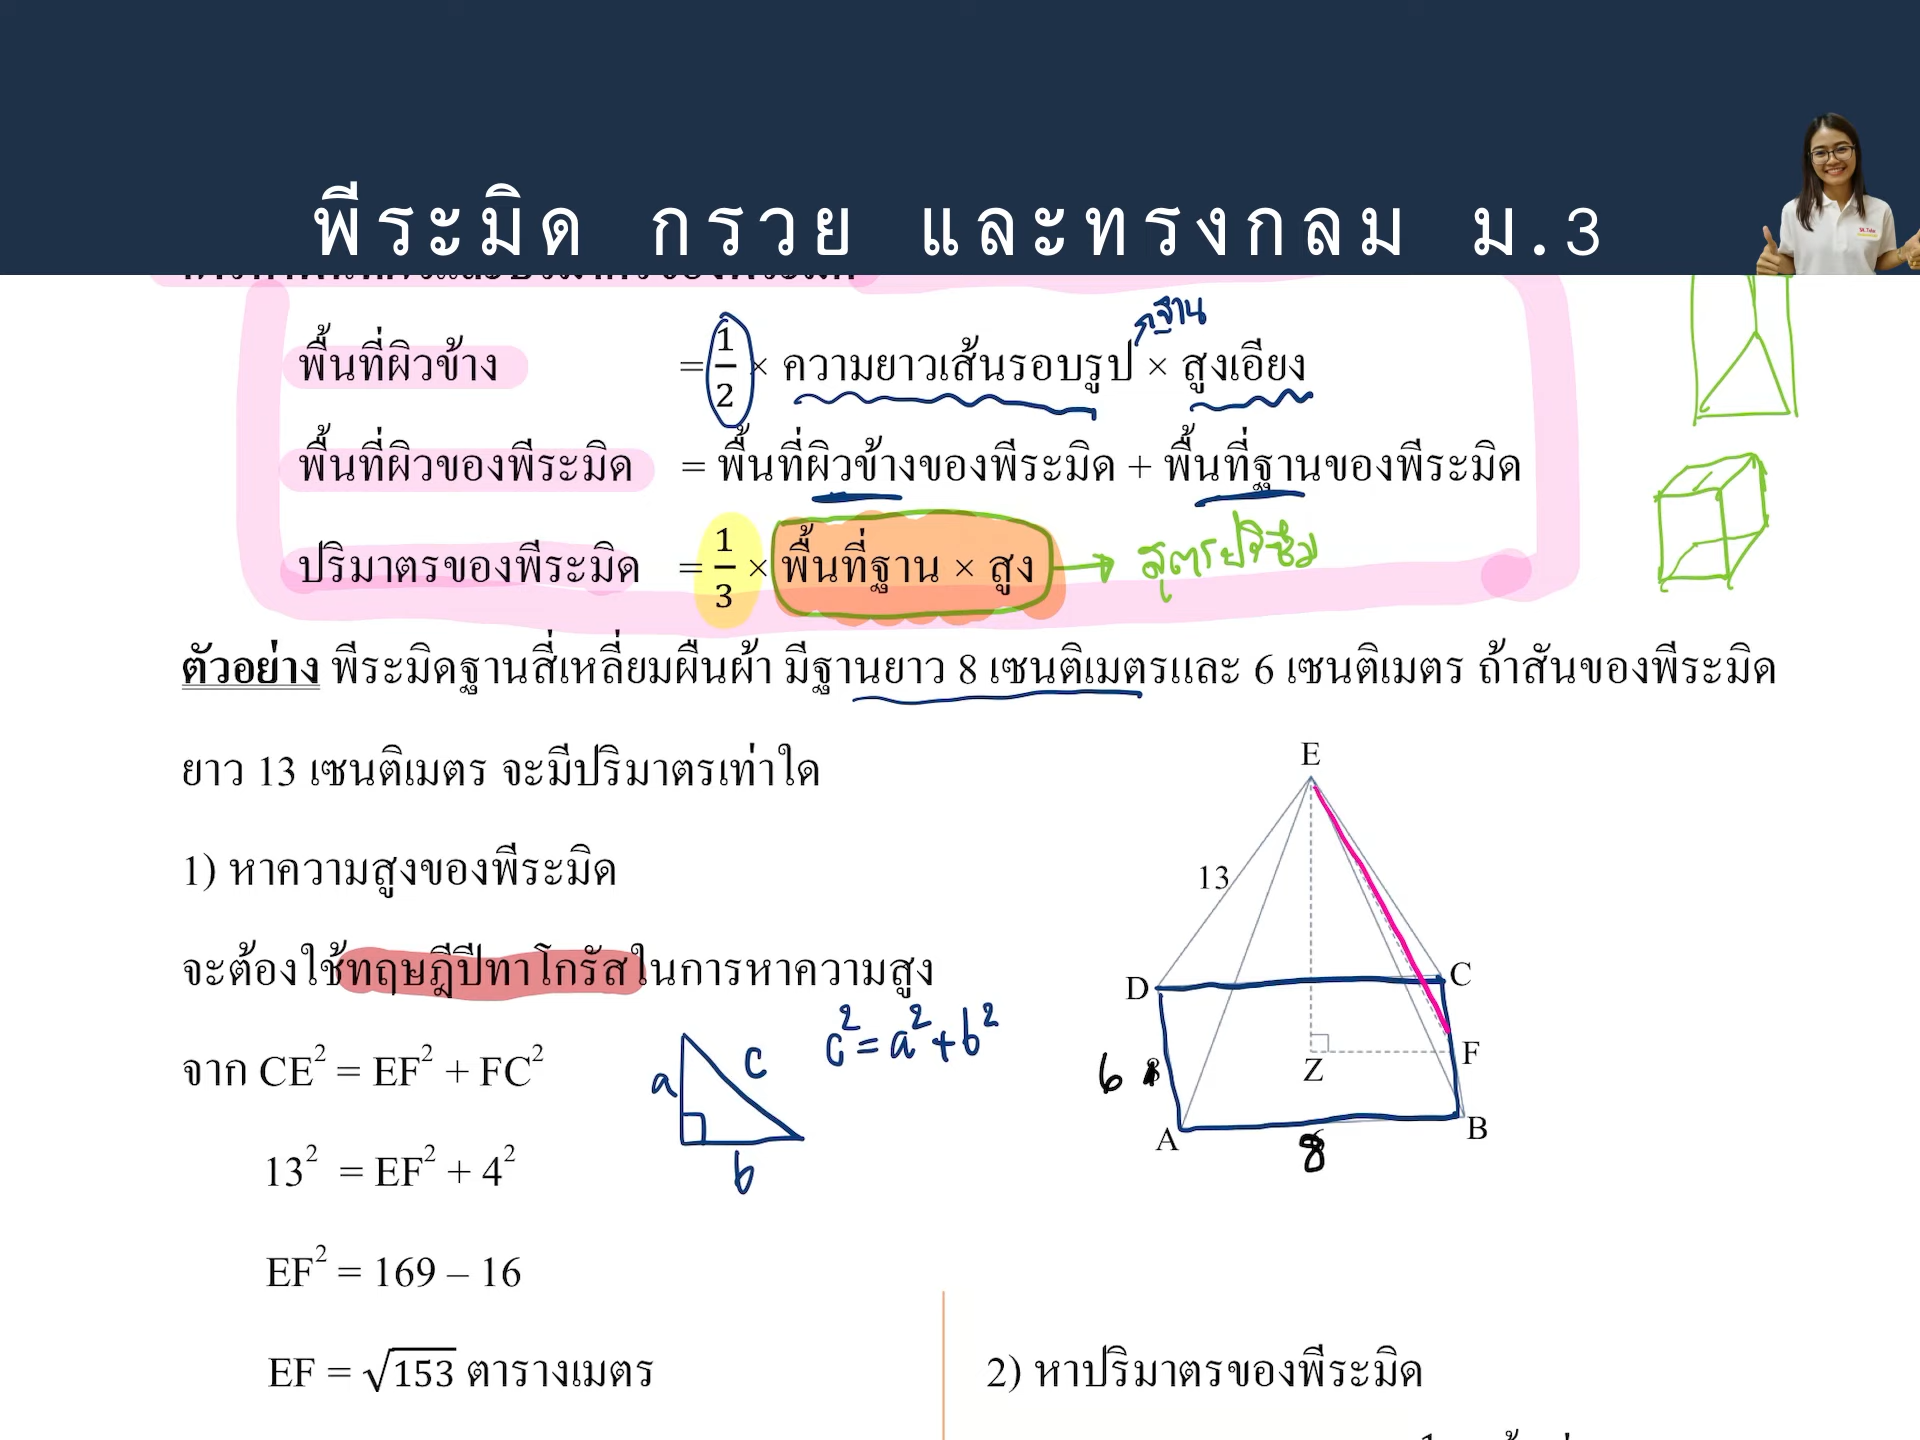 พีระมิด กรวย และทรงกลม ม.3
ฐาน
พื้นที่ผิวข้าง = 1/2 × ความยาวเส้นรอบรูป × สูงเอียง
พื้นที่ผิวของพีระมิด = พื้นที่ผิวข้างของพีระมิด + พื้นที่ฐานของพีระมิด
ปริมาตรของพีระมิด = 1/3 × พื้นที่ฐาน × สูง → สูตรปริซึม
ตัวอย่าง พีระมิดฐานสี่เหลี่ยมผืนผ้า มีฐานยาว 8 เซนติเมตรและ 6 เซนติเมตร ถ้าสันของพีระมิด
ยาว 13 เซนติเมตร จะมีปริมาตรเท่าใด
1) หาความสูงของพีระมิด
จะต้องใช้ทฤษฎีปีทาโกรัสในการหาความสูง
จาก CE² = EF² + FC²
13² = EF² + 4²
EF² = 169 – 16
EF = √153 ตารางเมตร
a
c
b
c² = a² + b²
E
13
D
C
F
Z
6
A
B
8
2) หาปริมาตรของพีระมิด